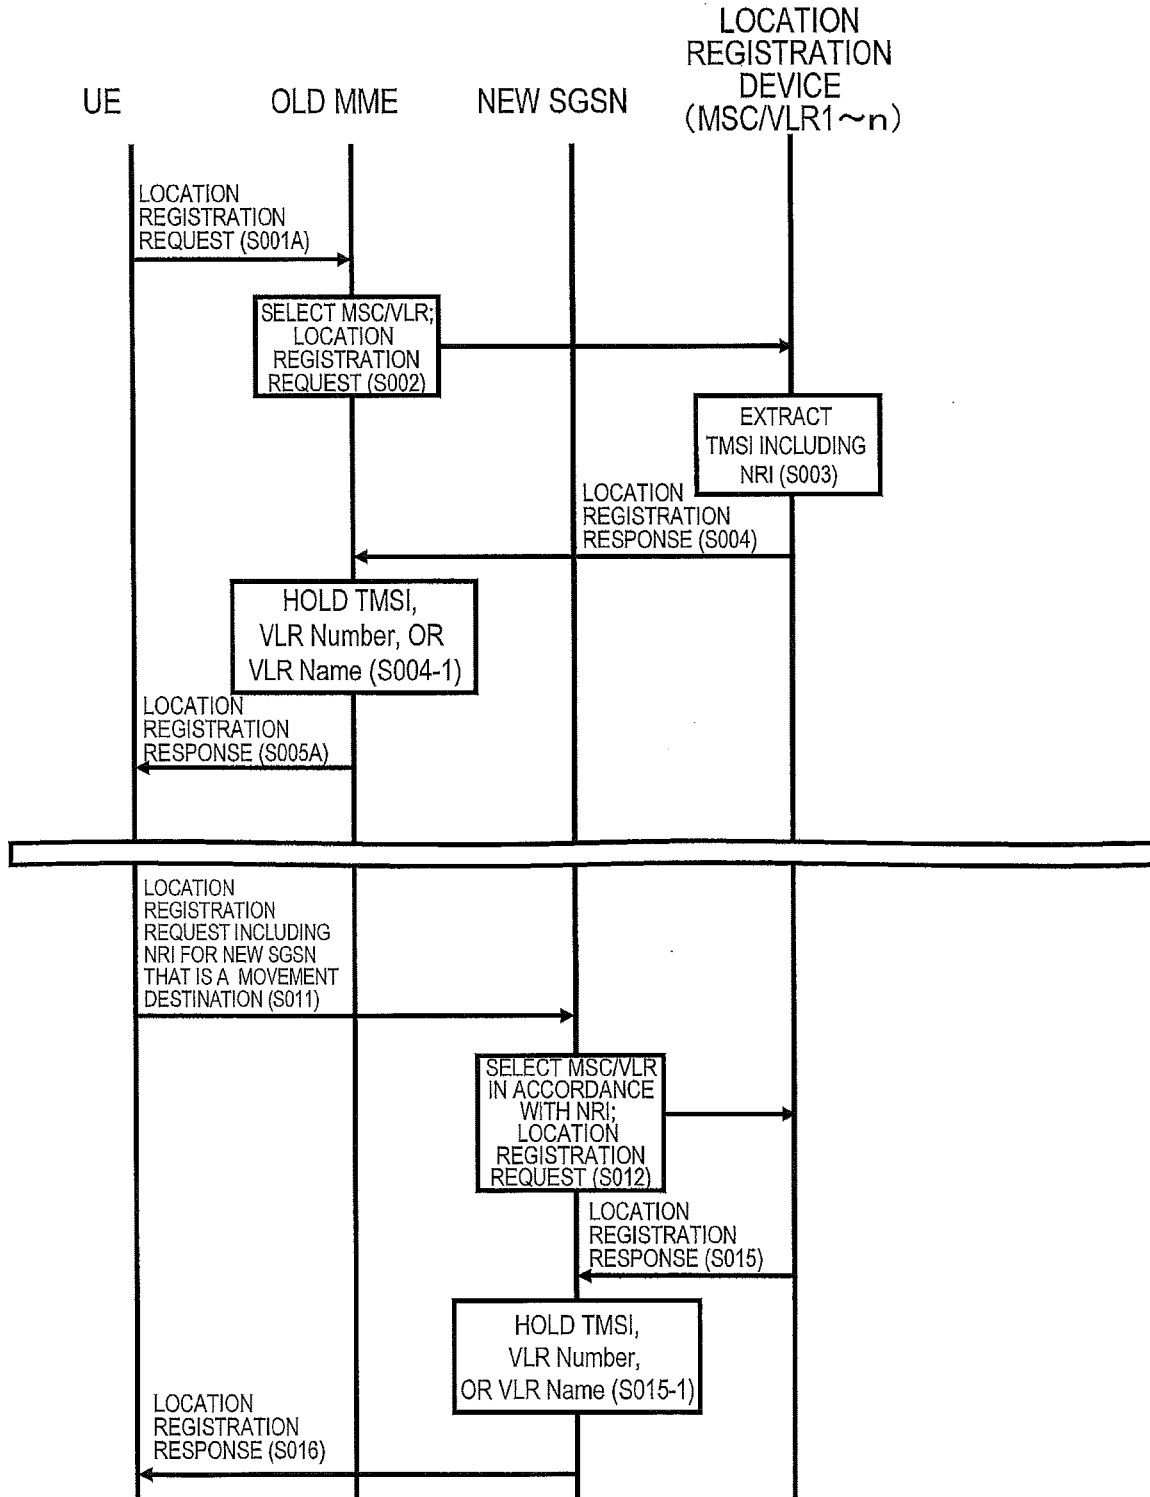 LOCATION
REGISTRATION
DEVICE
(MSC/VLR1~n)
UE
OLD MME
NEW SGSN
LOCATION
REGISTRATION
REQUEST (S001A)
SELECT MSC/VLR;
LOCATION
REGISTRATION
REQUEST (S002)
EXTRACT
TMSI INCLUDING
NRI (S003)
LOCATION
REGISTRATION
RESPONSE (S004)
HOLD TMSI,
VLR Number, OR
VLR Name (S004-1)
LOCATION
REGISTRATION
RESPONSE (S005A)
LOCATION
REGISTRATION
REQUEST INCLUDING
NRI FOR NEW SGSN
THAT IS A MOVEMENT
DESTINATION (S011)
SELECT MSC/VLR
IN ACCORDANCE
WITH NRI;
LOCATION
REGISTRATION
REQUEST (S012)
LOCATION
REGISTRATION
RESPONSE (S015)
HOLD TMSI,
VLR Number,
OR VLR Name (S015-1)
LOCATION
REGISTRATION
RESPONSE (S016)